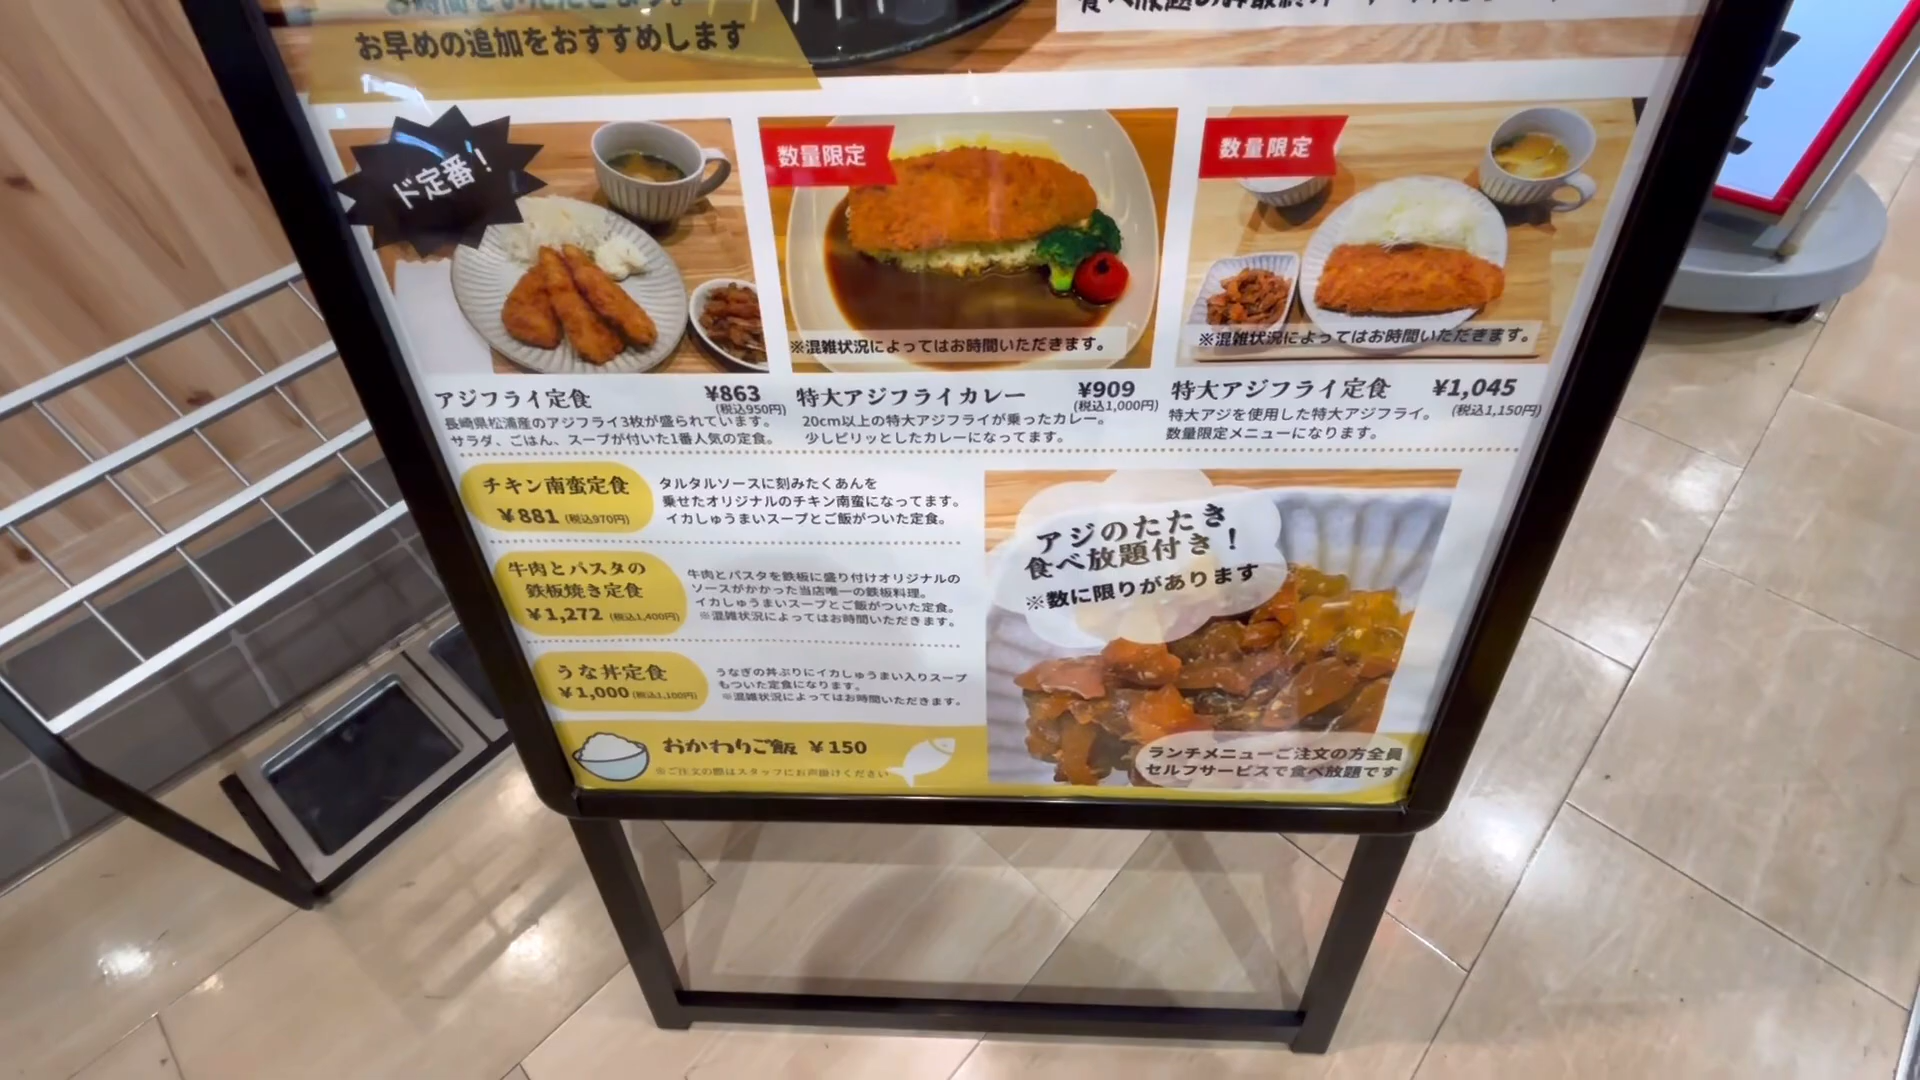 お早めの追加をおすすめします
ド定番！
数量限定
数量限定
※混雑状況によってはお時間いただきます。
※混雑状況によってはお時間いただきます。
アジフライ定食 ¥863
(税込950円)
長崎県松浦産のアジフライ3枚が盛られています。
サラダ、ごはん、スープが付いた1番人気の定食。
特大アジフライカレー ¥909
(税込1,000円)
20cm以上の特大アジフライが乗ったカレー。
少しピリッとしたカレーになってます。
特大アジフライ定食 ¥1,045
(税込1,150円)
特大アジを使用した特大アジフライ。
数量限定メニューになります。
チキン南蛮定食
¥881 (税込970円)
タルタルソースに刻みたくあんを
乗せたオリジナルのチキン南蛮になってます。
イカしゅうまいスープとご飯がついた定食。
牛肉とパスタの
鉄板焼き定食
¥1,272 (税込1,400円)
牛肉とパスタを鉄板に盛り付けオリジナルの
ソースがかかった当店唯一の鉄板料理。
イカしゅうまいスープとご飯がついた定食。
※混雑状況によってはお時間いただきます。
うな丼定食
¥1,000 (税込1,100円)
うなぎの丼ぶりにイカしゅうまい入りスープ
もついた定食になります。
※混雑状況によってはお時間いただきます。
おかわりご飯 ¥150
※ご注文の際はスタッフにお声掛けください
アジのたたき
食べ放題付き！
※数に限りがあります
ランチメニューご注文の方全員
セルフサービスで食べ放題です